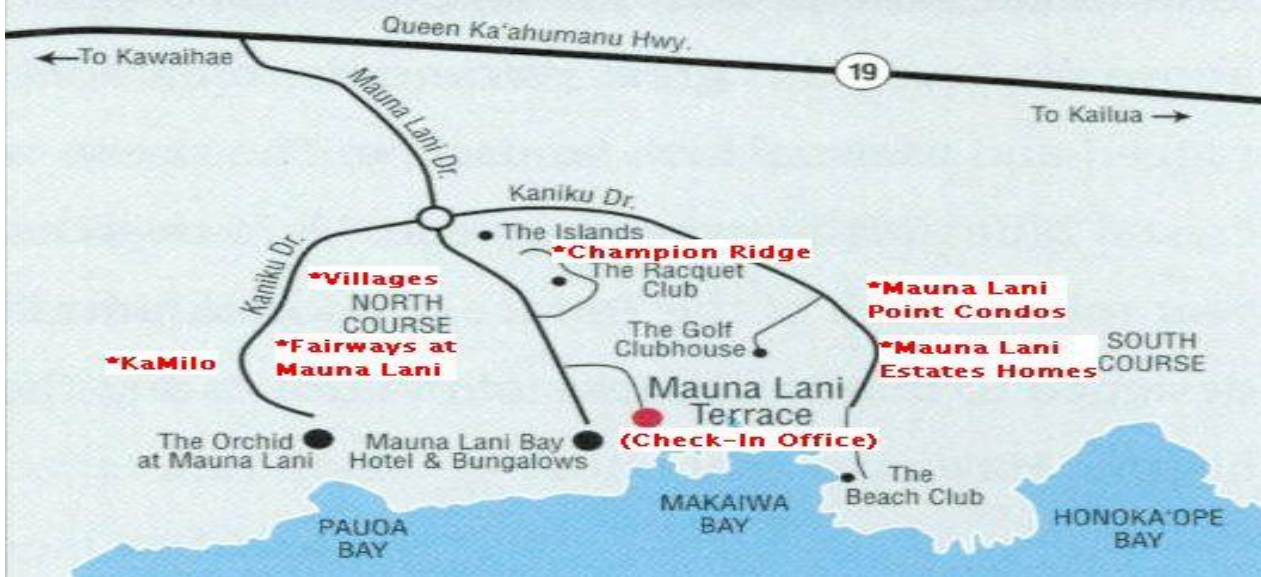 Queen Ka'ahumanu Hwy.
←To Kawaihae
19
To Kailua →
Mauna Lani Dr.
Kaniku Dr.
The Islands
*Champion Ridge
The Racquet
Club
Kaniku Dr.
*Villages
NORTH
COURSE
*Mauna Lani
Point Condos
The Golf
Clubhouse
*Fairways at
Mauna Lani
*KaMilo
*Mauna Lani
Estates Homes
SOUTH
COURSE
Mauna Lani
Terrace
(Check-In Office)
The Orchid
at Mauna Lani
Mauna Lani Bay
Hotel & Bungalows
The
Beach Club
PAUOA
BAY
MAKAIWA
BAY
HONOKA'OPE
BAY